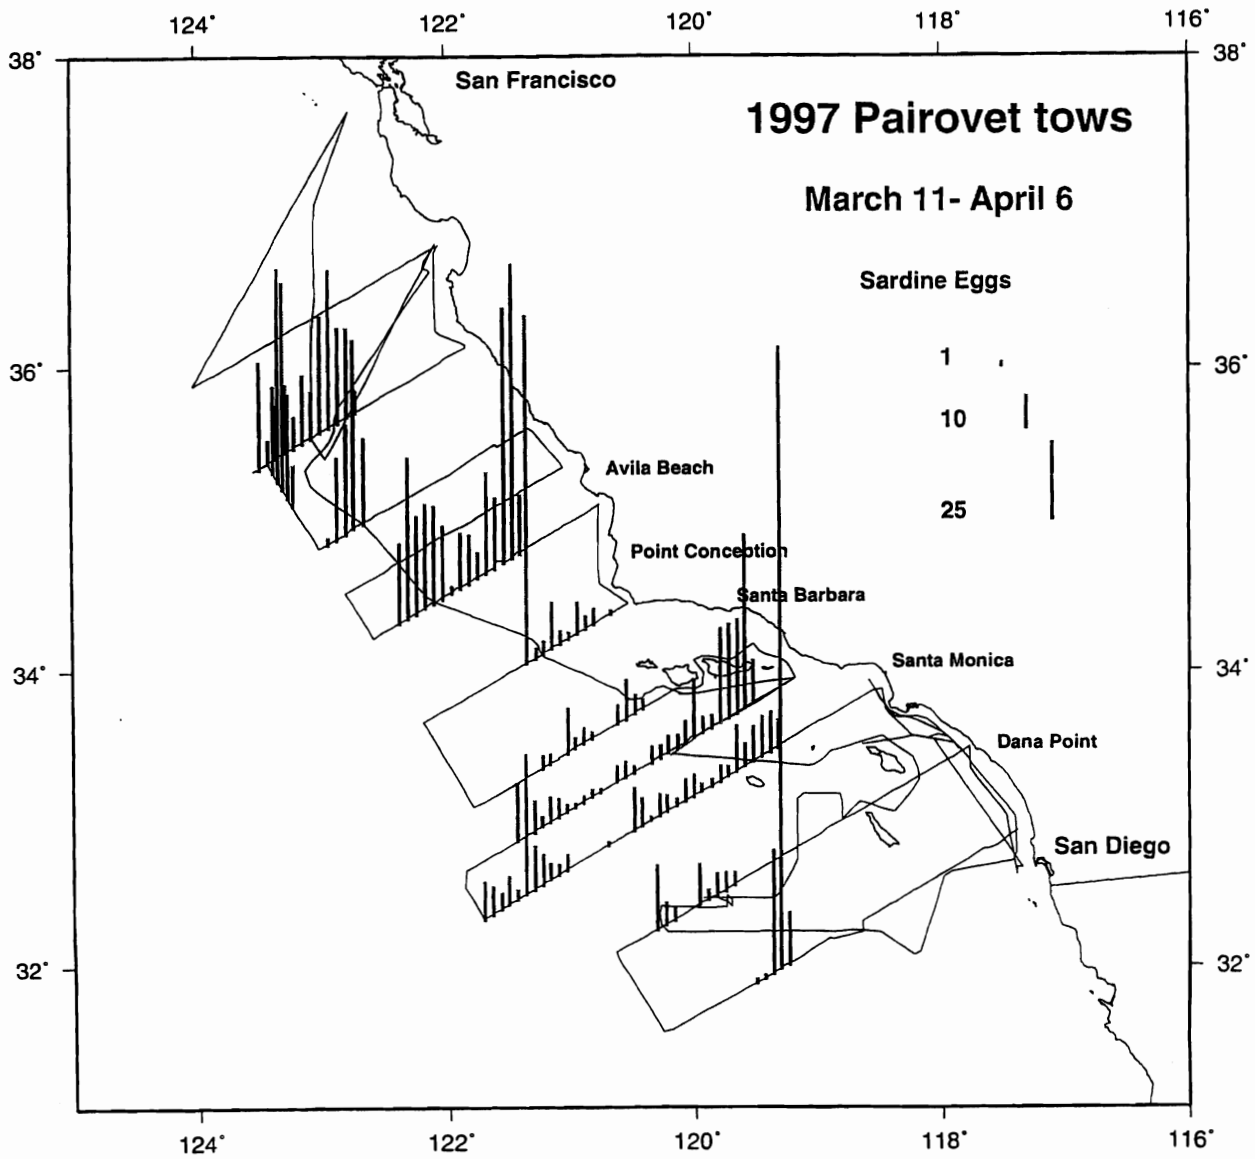 124° 122° 120° 118° 116°
38° 38°
San Francisco
1997 Pairovet tows
March 11- April 6
Sardine Eggs
1
36° 36°
10
Avila Beach
25
Point Conception
Santa Barbara
Santa Monica
34° 34°
Dana Point
San Diego
32° 32°
124° 122° 120° 118° 116°